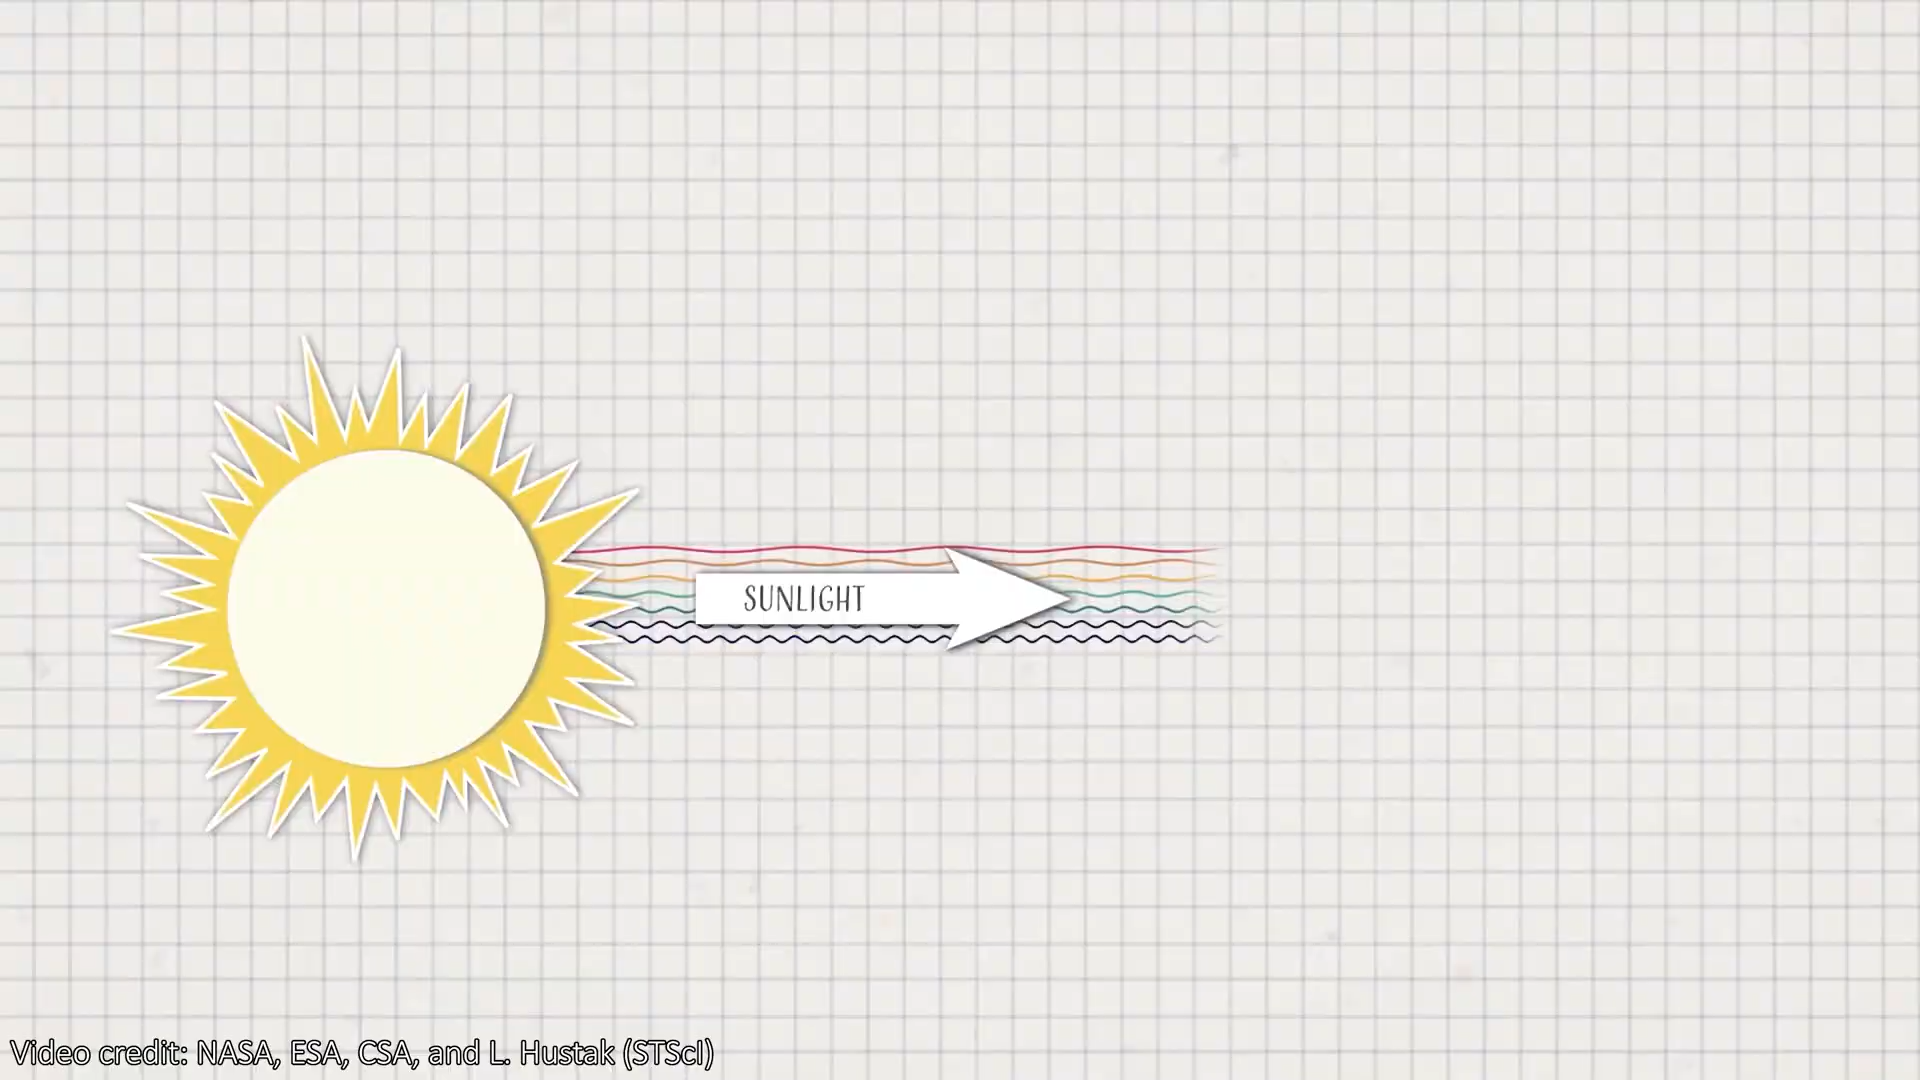 SUNLIGHT
Video credit: NASA, ESA, CSA, and L. Hustak (STScI)